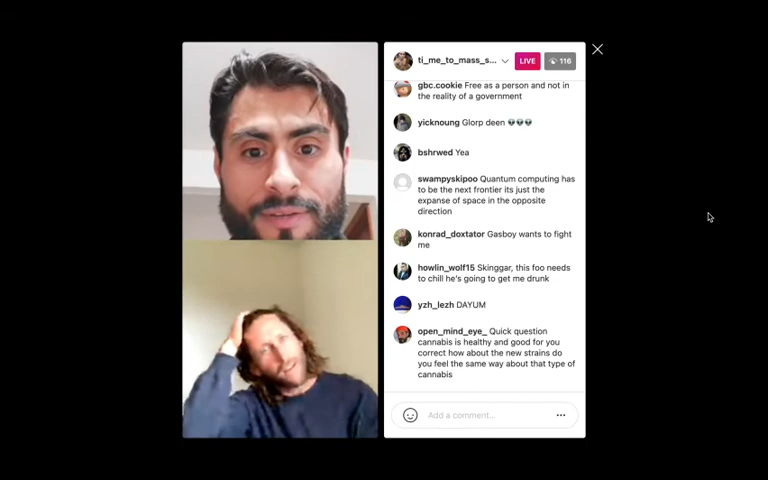 ti_me_to_mass_s...
LIVE
116
gbc.cookie Free as a person and not in
the reality of a government
yicknoung Glorp deen 👽👽👽
bshrwed Yea
swampyskipoo Quantum computing has
to be the next frontier its just the
expanse of space in the opposite
direction
konrad_doxtator Gasboy wants to fight
me
howlin_wolf15 Skinggar, this foo needs
to chill he's going to get me drunk
yzh_lezh DAYUM
open_mind_eye_ Quick question
cannabis is healthy and good for you
correct how about the new strains do
you feel the same way about that type of
cannabis
Add a comment...